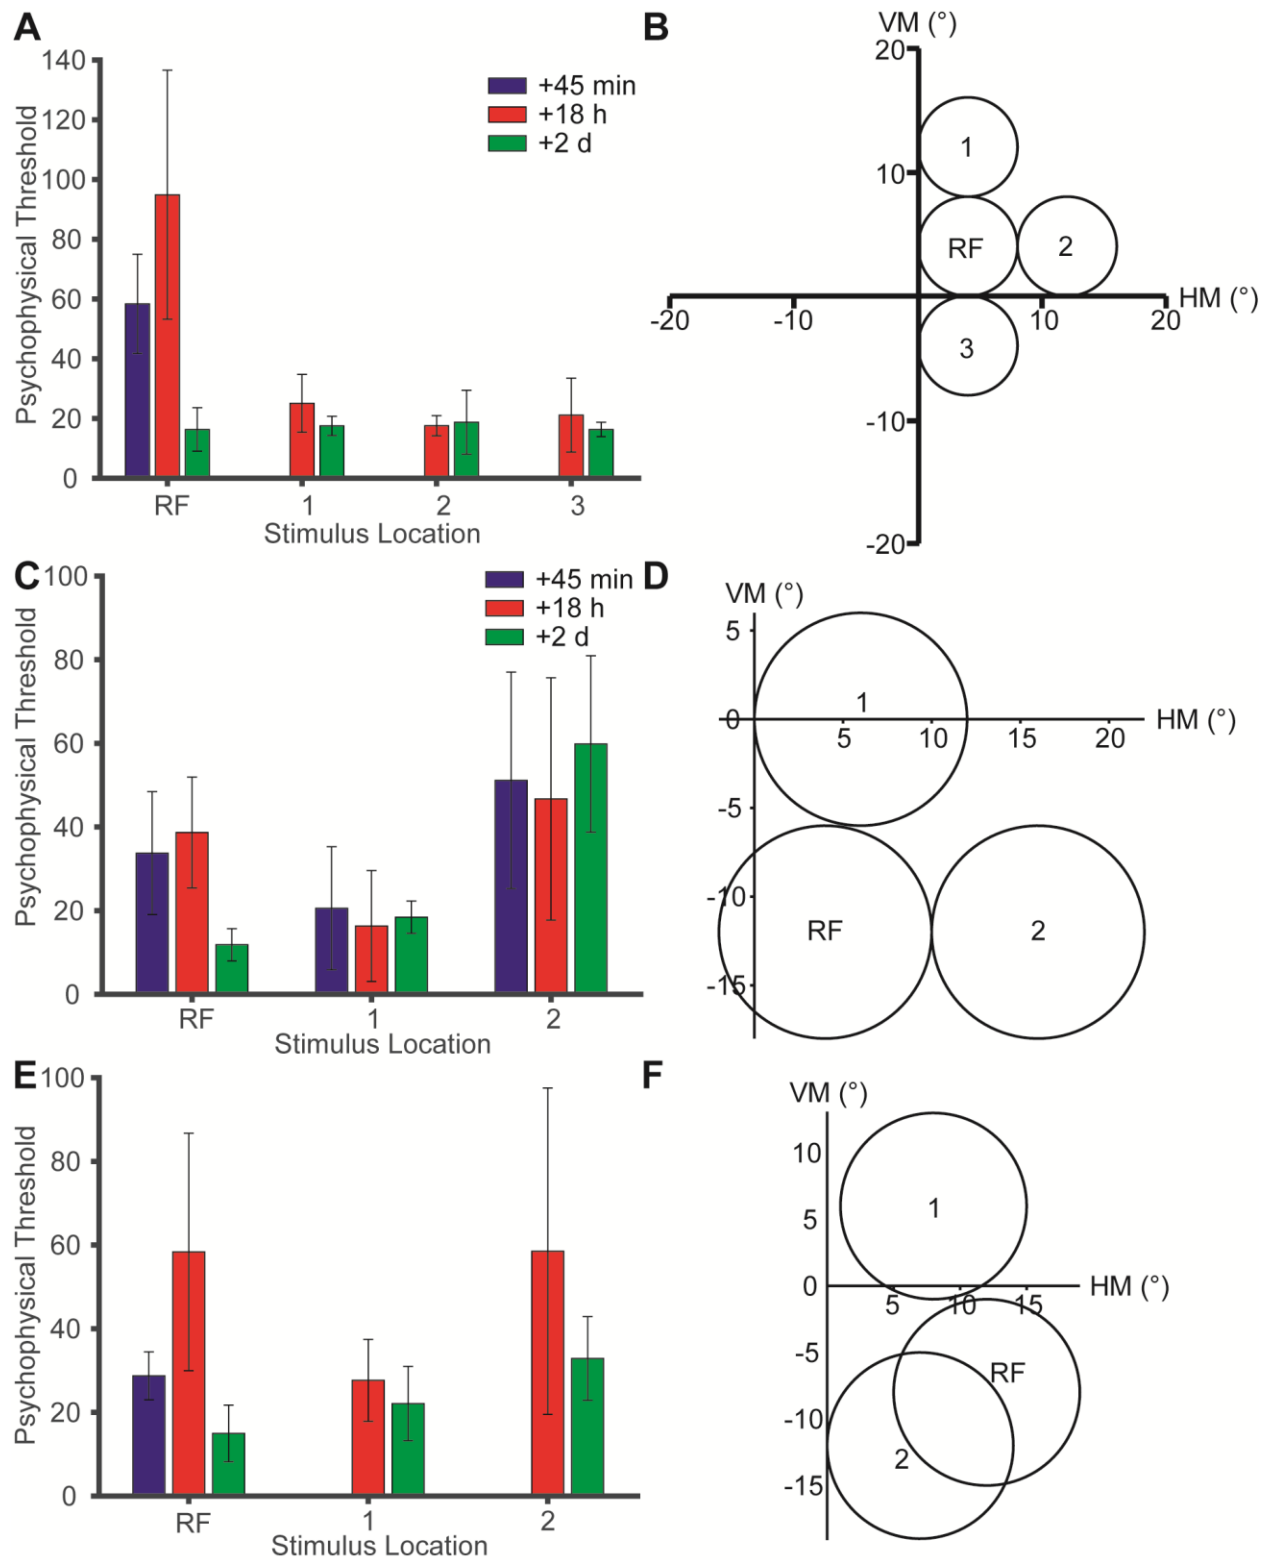 A
B
VM (°)
140
120
100
80
60
40
20
0
Psychophysical Threshold
+45 min
+18 h
+2 d
RF 1 2 3
Stimulus Location
20
10
-10
-20
-20 -10 10 20
HM (°)
1
RF
2
3
C
D
100
80
60
40
20
0
Psychophysical Threshold
+45 min
+18 h
+2 d
RF 1 2
Stimulus Location
VM (°)
5
0
-5
-10
-15
5 10 15 20
HM (°)
1
RF
2
E
F
100
80
60
40
20
0
Psychophysical Threshold
RF 1 2
Stimulus Location
VM (°)
10
5
0
-5
-10
-15
5 10 15
HM (°)
1
RF
2